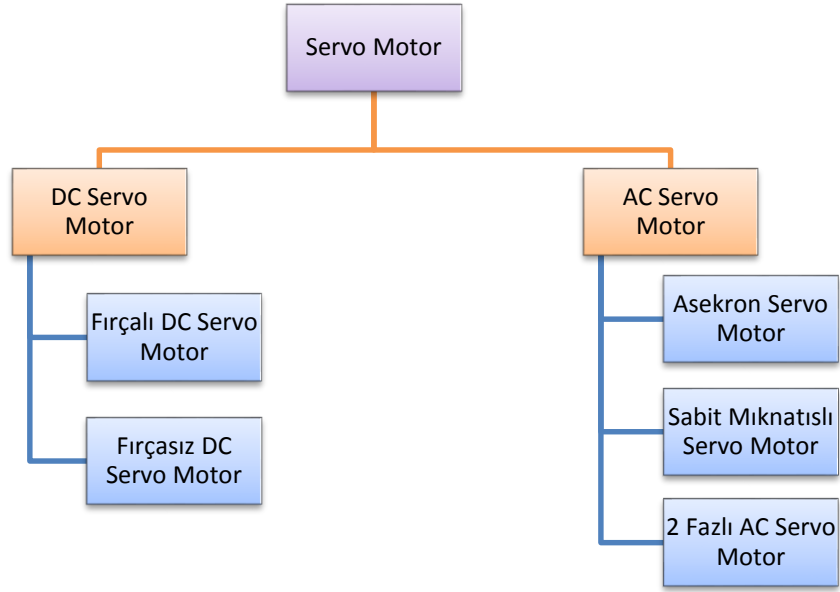 Servo Motor
DC Servo
Motor
Fırçalı DC Servo
Motor
Fırçasız DC
Servo Motor
AC Servo
Motor
Asekron Servo
Motor
Sabit Mıknatıslı
Servo Motor
2 Fazlı AC Servo
Motor